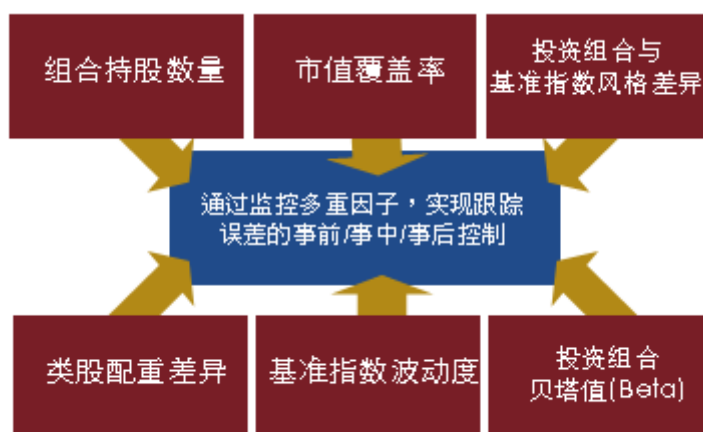 组合持股数量
市值覆盖率
投资组合与
基准指数风格差异
通过监控多重因子，实现跟踪
误差的事前/事中/事后控制
类股配重差异
基准指数波动度
投资组合
贝塔值(Beta)